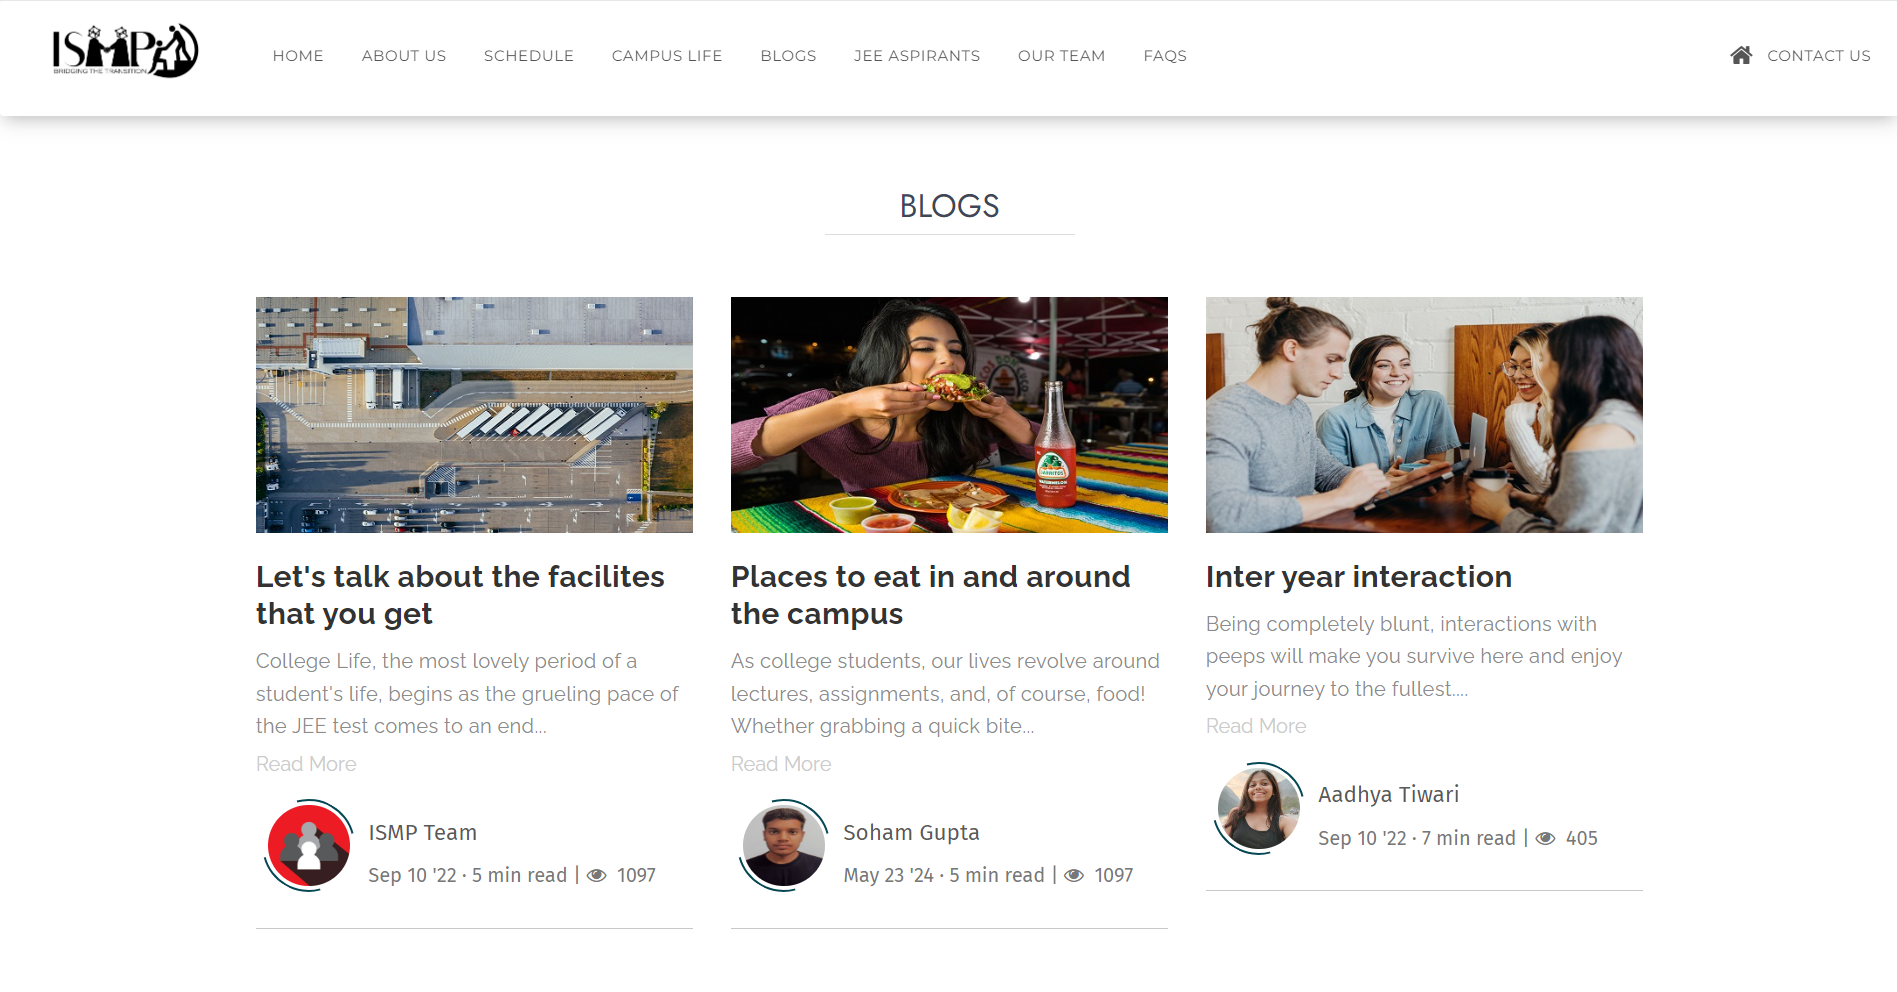 ISMP
BRIDGING THE TRANSITION
HOME
ABOUT US
SCHEDULE
CAMPUS LIFE
BLOGS
JEE ASPIRANTS
OUR TEAM
FAQS
CONTACT US
BLOGS
Let's talk about the facilites
that you get
College Life, the most lovely period of a
student's life, begins as the grueling pace of
the JEE test comes to an end...
Read More
ISMP Team
Sep 10 '22 · 5 min read | 1097
JARRITOS
WATERMELON
Places to eat in and around
the campus
As college students, our lives revolve around
lectures, assignments, and, of course, food!
Whether grabbing a quick bite...
Read More
Soham Gupta
May 23 '24 · 5 min read | 1097
Inter year interaction
Being completely blunt, interactions with
peeps will make you survive here and enjoy
your journey to the fullest....
Read More
Aadhya Tiwari
Sep 10 '22 · 7 min read | 405